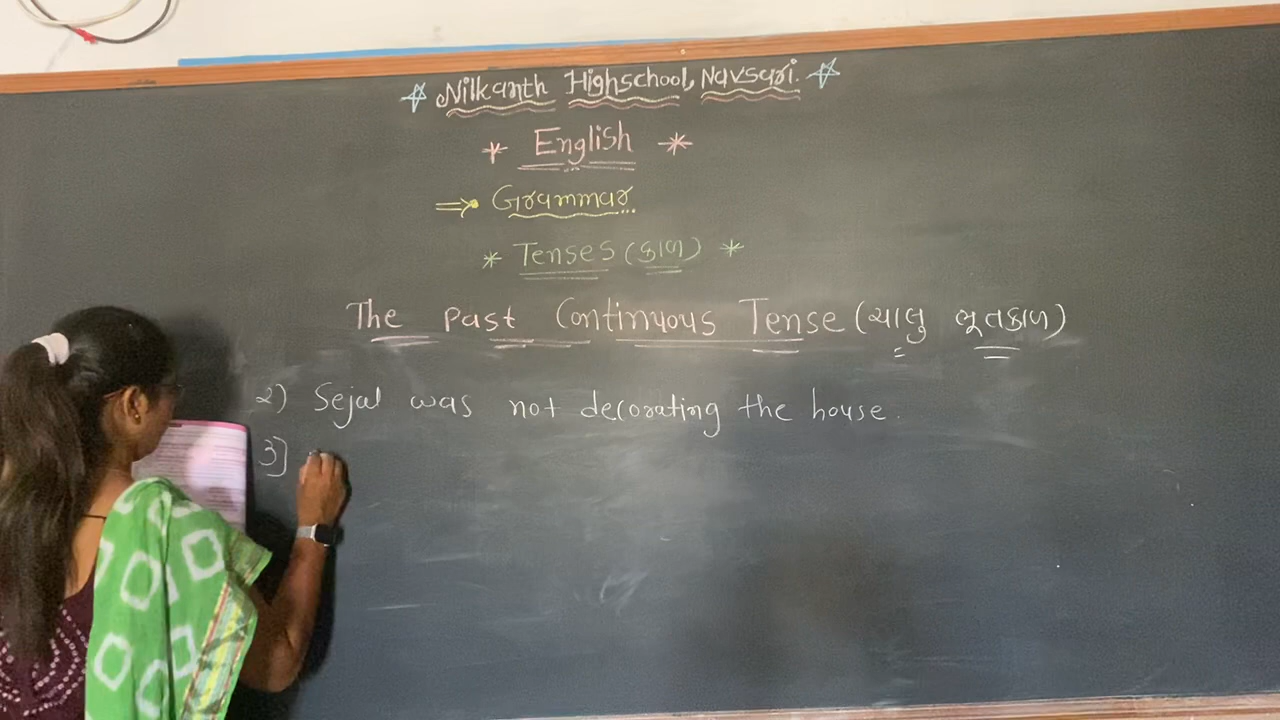 ☆ Nilkanth Highschool, Navsari. ☆
* English *
⇒ Grammar
* Tenses (કાળ) *
The Past Continuous Tense (ચાલુ ભૂતકાળ)
2) Sejal was not decorating the house.
3]